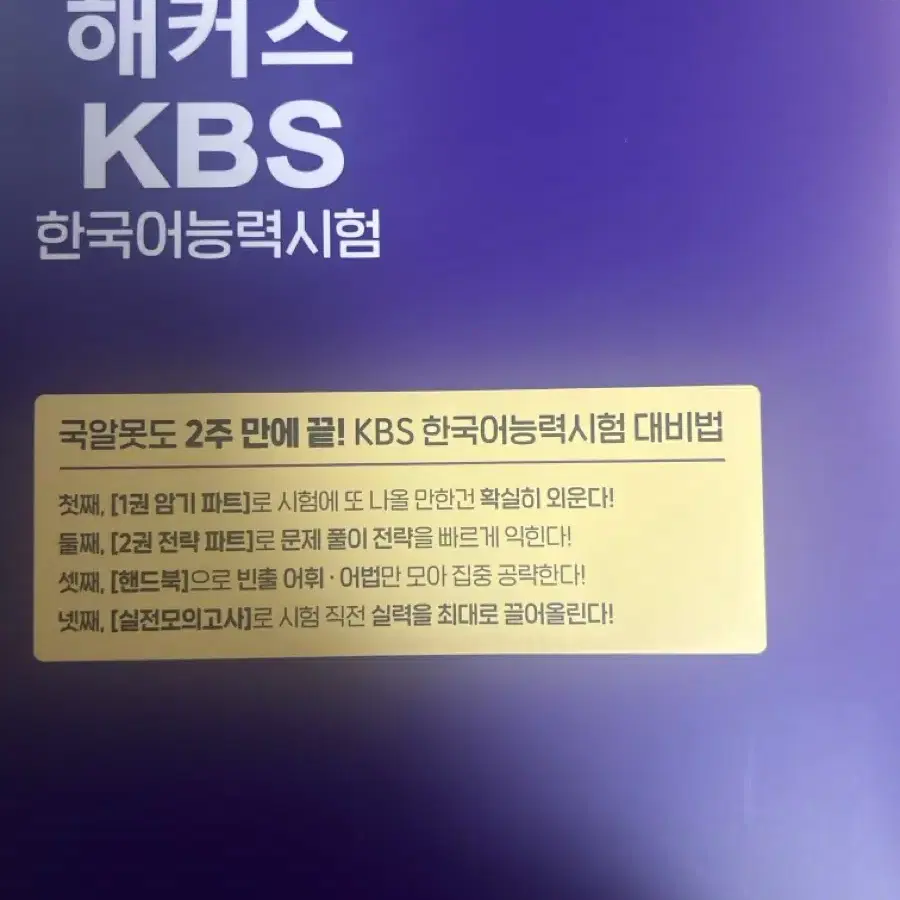 해커스
KBS
한국어능력시험
국알못도 2주 만에 끝! KBS 한국어능력시험 대비법
첫째, [1권 암기 파트]로 시험에 또 나올 만한건 확실히 외운다!
둘째, [2권 전략 파트]로 문제 풀이 전략을 빠르게 익힌다!
셋째, [핸드북]으로 빈출 어휘·어법만 모아 집중 공략한다!
넷째, [실전모의고사]로 시험 직전 실력을 최대로 끌어올린다!